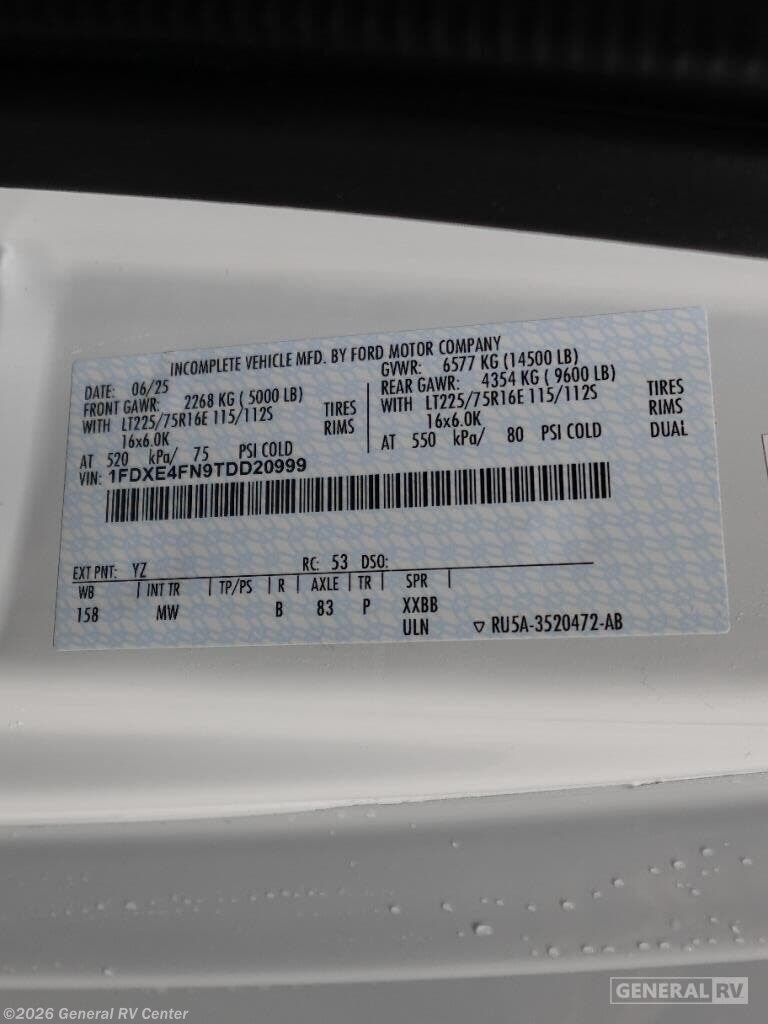 INCOMPLETE VEHICLE MFD. BY FORD MOTOR COMPANY
DATE: 06/25
GVWR: 6577 KG (14500 LB)
FRONT GAWR: 2268 KG ( 5000 LB)
REAR GAWR: 4354 KG ( 9600 LB)
WITH LT225/75R16E 115/112S TIRES
WITH LT225/75R16E 115/112S TIRES
16x6.0K RIMS
16x6.0K RIMS
AT 520 kPa/ 75 PSI COLD
AT 550 kPa/ 80 PSI COLD DUAL
VIN: 1FDXE4FN9TDD20999
EXT PNT: YZ RC: 53 DSO:
WB INT TR TP/PS R AXLE TR SPR
158 MW B 83 P XXBB
ULN ▽ RU5A-3520472-AB
©2026 General RV Center
GENERAL RV